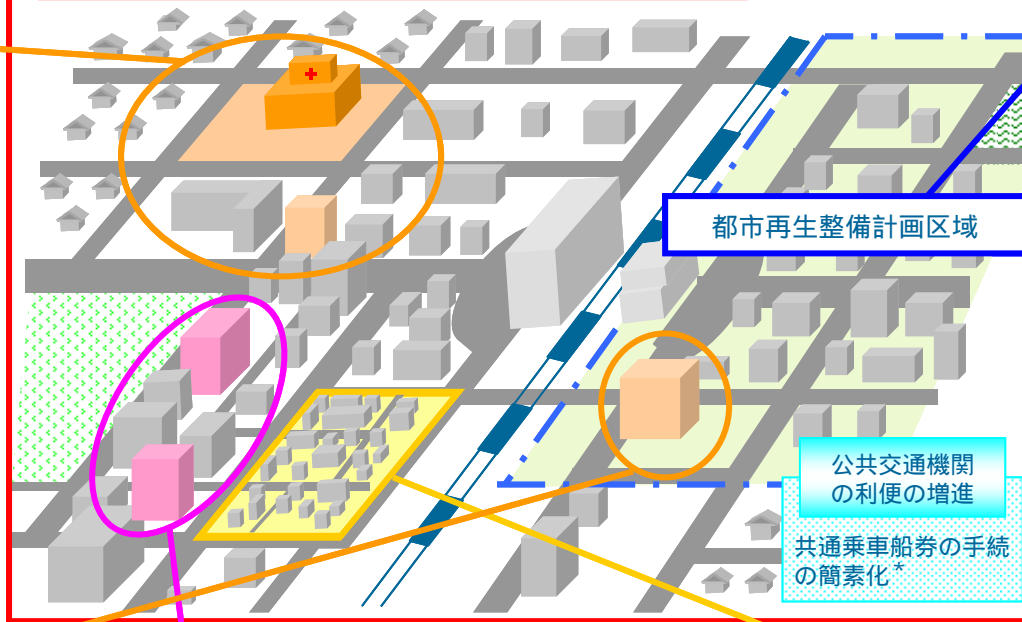 都市再生整備計画区域
公共交通機関
の利便の増進
共通乗車船券の手続
の簡素化*